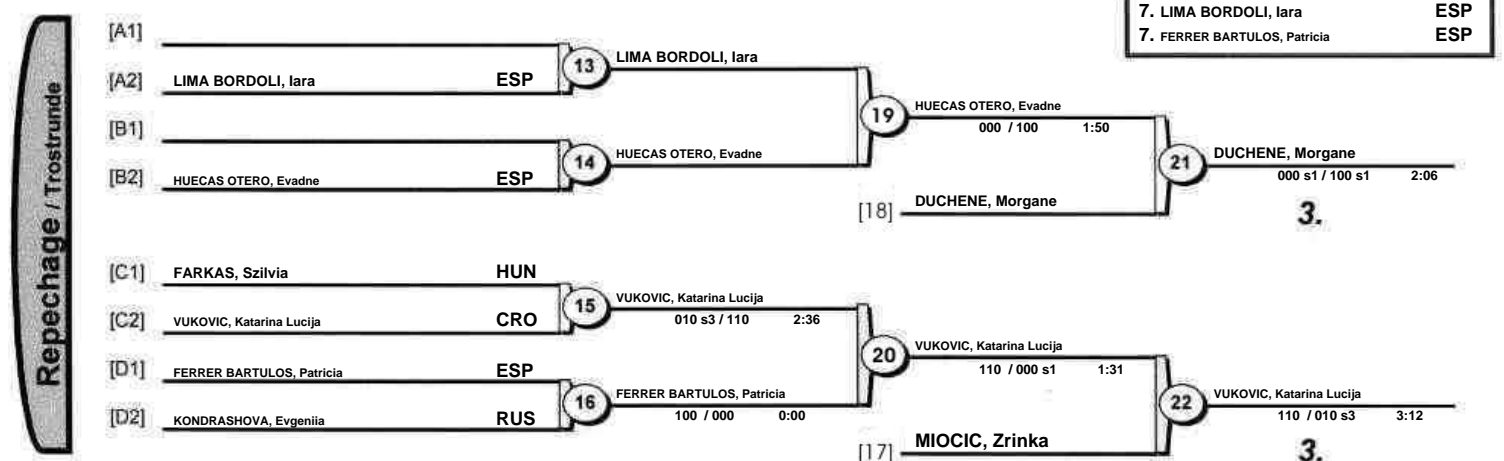 7. LIMA BORDOLI, Iara ESP
7. FERRER BARTULOS, Patricia ESP
Repechage / Trostrunde
[A1]
[A2] LIMA BORDOLI, Iara ESP
13
LIMA BORDOLI, Iara
[B1]
[B2] HUECAS OTERO, Evadne ESP
14
HUECAS OTERO, Evadne
19
HUECAS OTERO, Evadne
000 / 100 1:50
[18] DUCHENE, Morgane
21
DUCHENE, Morgane
000 s1 / 100 s1 2:06
3.
[C1] FARKAS, Szilvia HUN
[C2] VUKOVIC, Katarina Lucija CRO
15
VUKOVIC, Katarina Lucija
010 s3 / 110 2:36
[D1] FERRER BARTULOS, Patricia ESP
[D2] KONDRASHOVA, Evgeniia RUS
16
FERRER BARTULOS, Patricia
100 / 000 0:00
20
VUKOVIC, Katarina Lucija
110 / 000 s1 1:31
[17] MIOCIC, Zrinka
22
VUKOVIC, Katarina Lucija
110 / 010 s3 3:12
3.